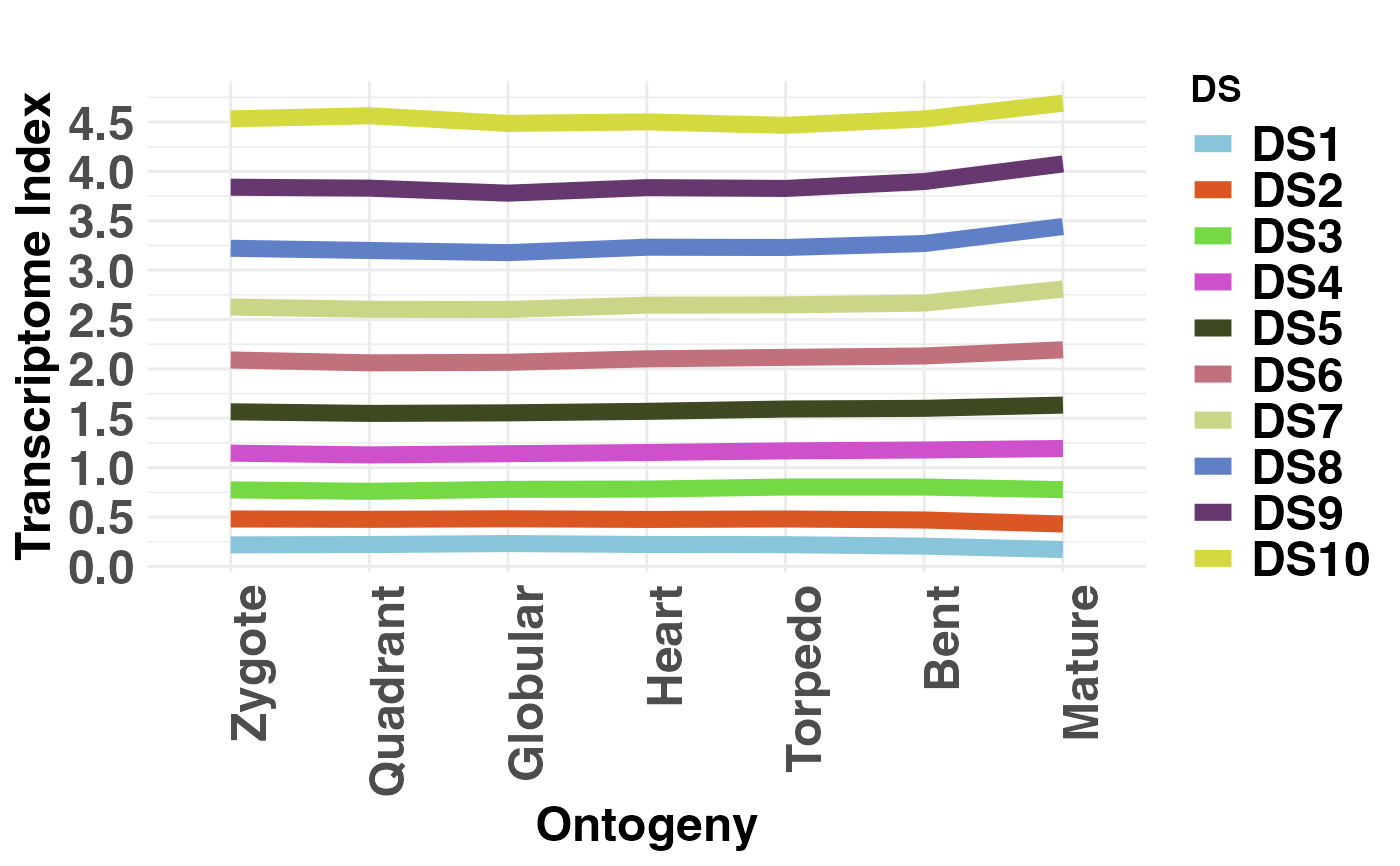 Transcriptome Index
4.5
4.0
3.5
3.0
2.5
2.0
1.5
1.0
0.5
0.0
Zygote
Quadrant
Globular
Heart
Torpedo
Bent
Mature
Ontogeny
DS
DS1
DS2
DS3
DS4
DS5
DS6
DS7
DS8
DS9
DS10